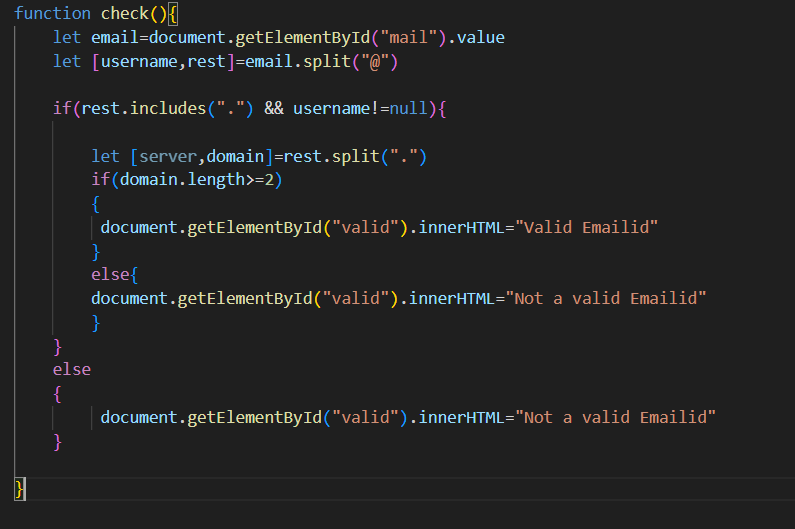 function check(){
let email=document.getElementById("mail").value
let [username,rest]=email.split("@")
if(rest.includes(".") && username!=null){
let [server,domain]=rest.split(".")
if(domain.length>=2)
{
document.getElementById("valid").innerHTML="Valid Emailid"
}
else{
document.getElementById("valid").innerHTML="Not a valid Emailid"
}
}
else
{
document.getElementById("valid").innerHTML="Not a valid Emailid"
}
}